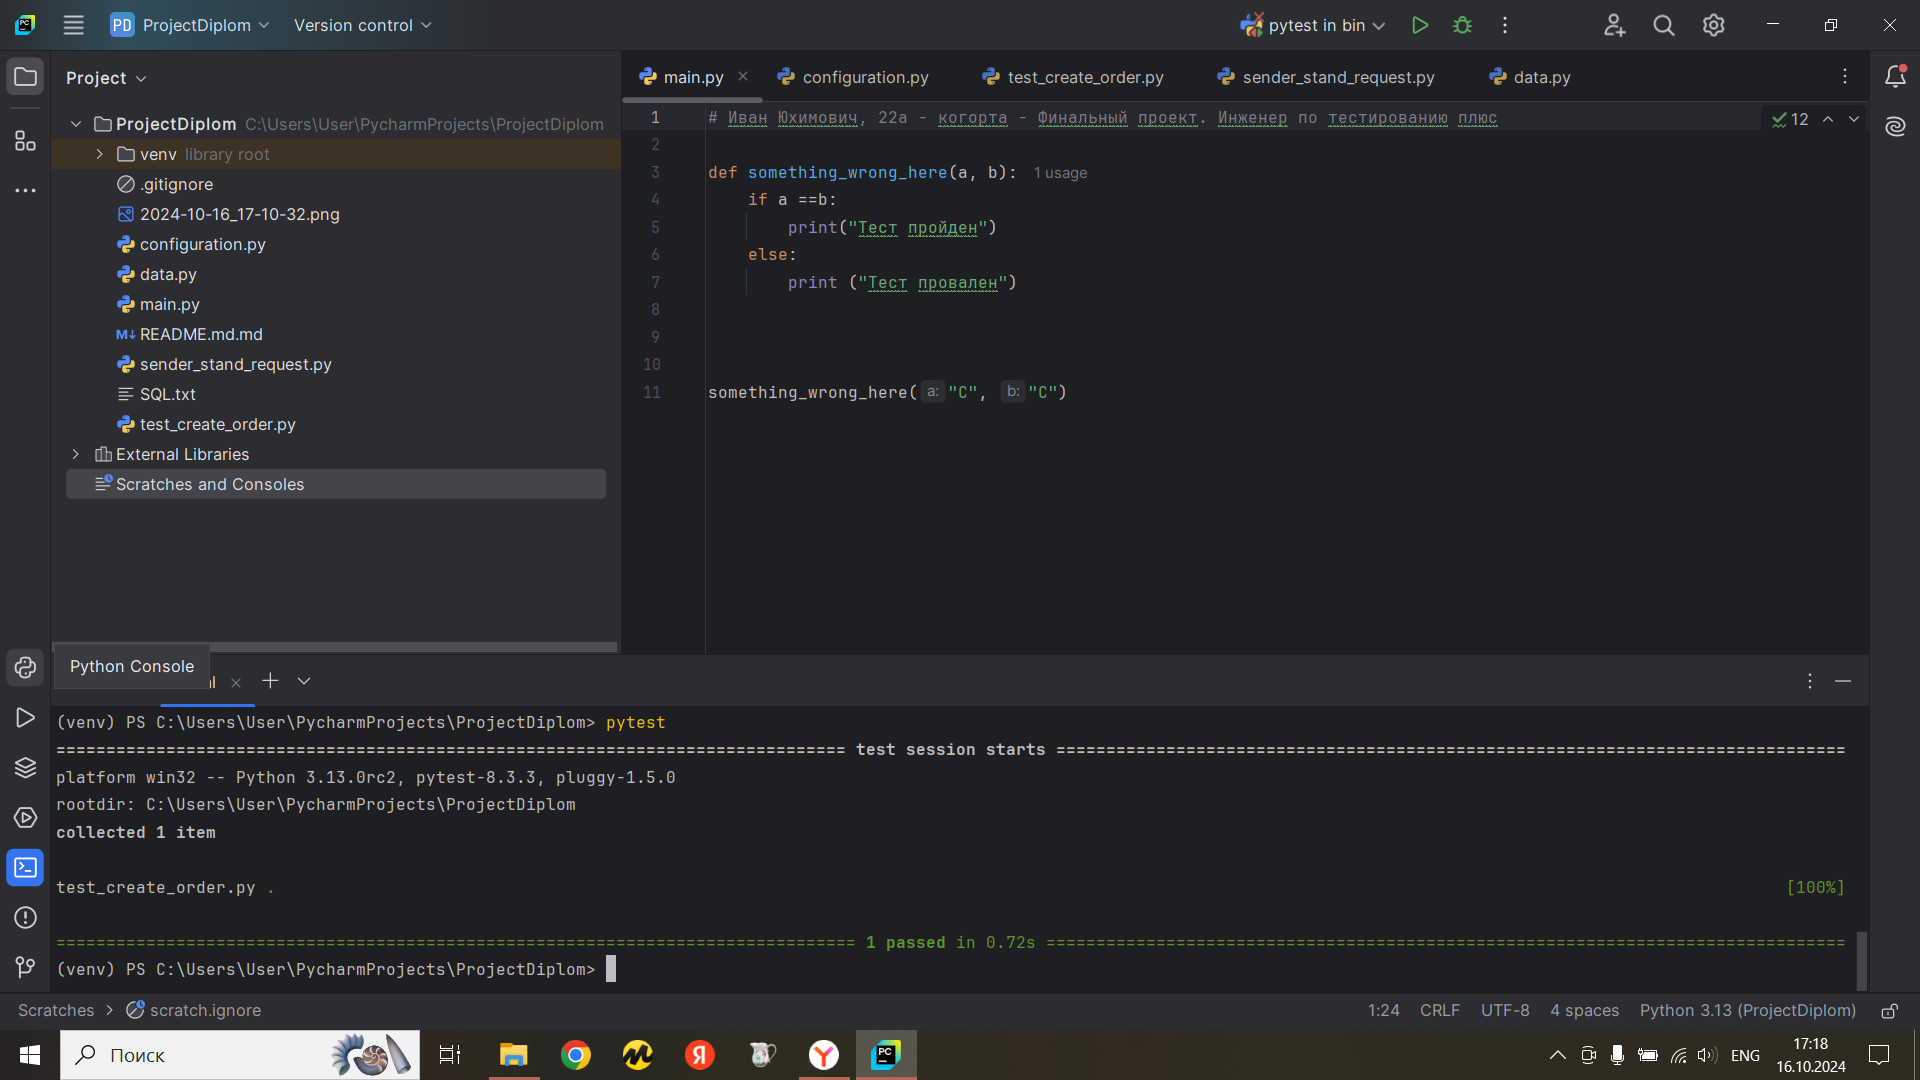 PD ProjectDiplom Version control pytest in bin
Project
main.py configuration.py test_create_order.py sender_stand_request.py data.py
ProjectDiplom C:\Users\User\PycharmProjects\ProjectDiplom
venv library root
.gitignore
2024-10-16_17-10-32.png
configuration.py
data.py
main.py
README.md.md
sender_stand_request.py
SQL.txt
test_create_order.py
External Libraries
Scratches and Consoles
1 # Иван Юхимович, 22а - когорта - Финальный проект. Инженер по тестированию плюс 12
2
3 def something_wrong_here(a, b): 1 usage
4 if a ==b:
5 print("Тест пройден")
6 else:
7 print ("Тест провален")
8
9
10
11 something_wrong_here(a: "C", b: "C")
Python Console
(venv) PS C:\Users\User\PycharmProjects\ProjectDiplom> pytest
=============================================================================== test session starts ===============================================================================
platform win32 -- Python 3.13.0rc2, pytest-8.3.3, pluggy-1.5.0
rootdir: C:\Users\User\PycharmProjects\ProjectDiplom
collected 1 item
test_create_order.py . [100%]
================================================================================ 1 passed in 0.72s ================================================================================
(venv) PS C:\Users\User\PycharmProjects\ProjectDiplom>
Scratches > scratch.ignore 1:24 CRLF UTF-8 4 spaces Python 3.13 (ProjectDiplom)
Поиск ENG 17:18
16.10.2024